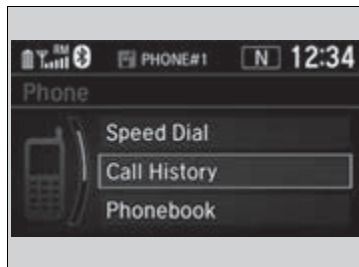 RM PHONE#1 N 12:34
Phone
Speed Dial
Call History
Phonebook